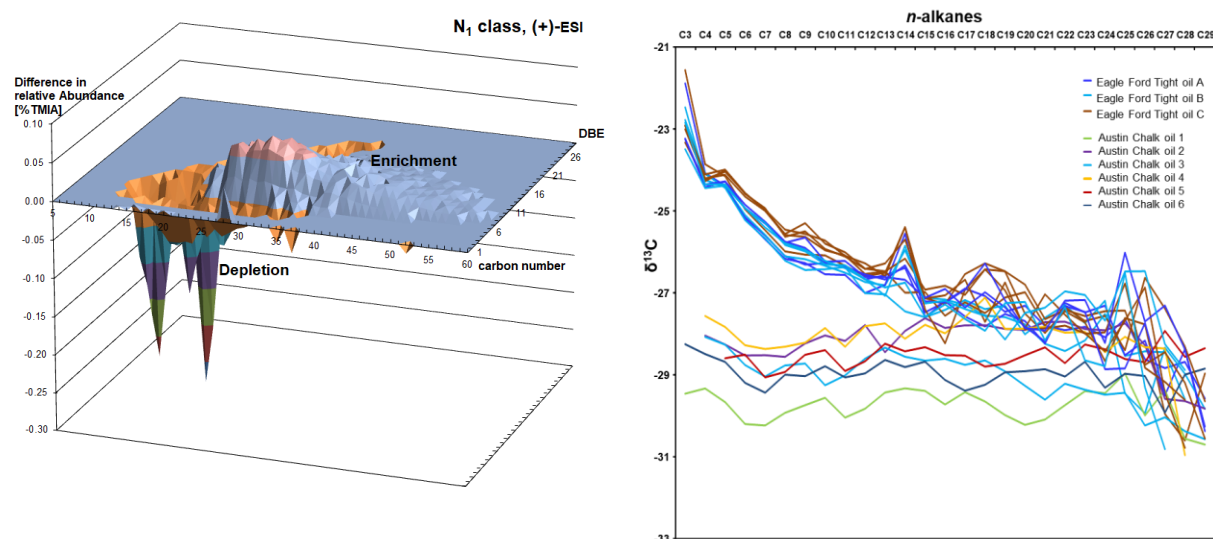 N1 class, (+)-ESI
Difference in
relative Abundance
[%TMIA]
0.10
0.05
0.00
-0.05
-0.10
-0.15
-0.20
-0.25
-0.30
DBE
26
21
16
11
6
1
Enrichment
Depletion
5
10
15
20
25
30
35
40
45
50
55
60
carbon number
n-alkanes
C3 C4 C5 C6 C7 C8 C9 C10 C11 C12 C13 C14 C15 C16 C17 C18 C19 C20 C21 C22 C23 C24 C25 C26 C27 C28 C29
-21
-23
-25
-27
-29
-31
-33
δ13C
Eagle Ford Tight oil A
Eagle Ford Tight oil B
Eagle Ford Tight oil C
Austin Chalk oil 1
Austin Chalk oil 2
Austin Chalk oil 3
Austin Chalk oil 4
Austin Chalk oil 5
Austin Chalk oil 6